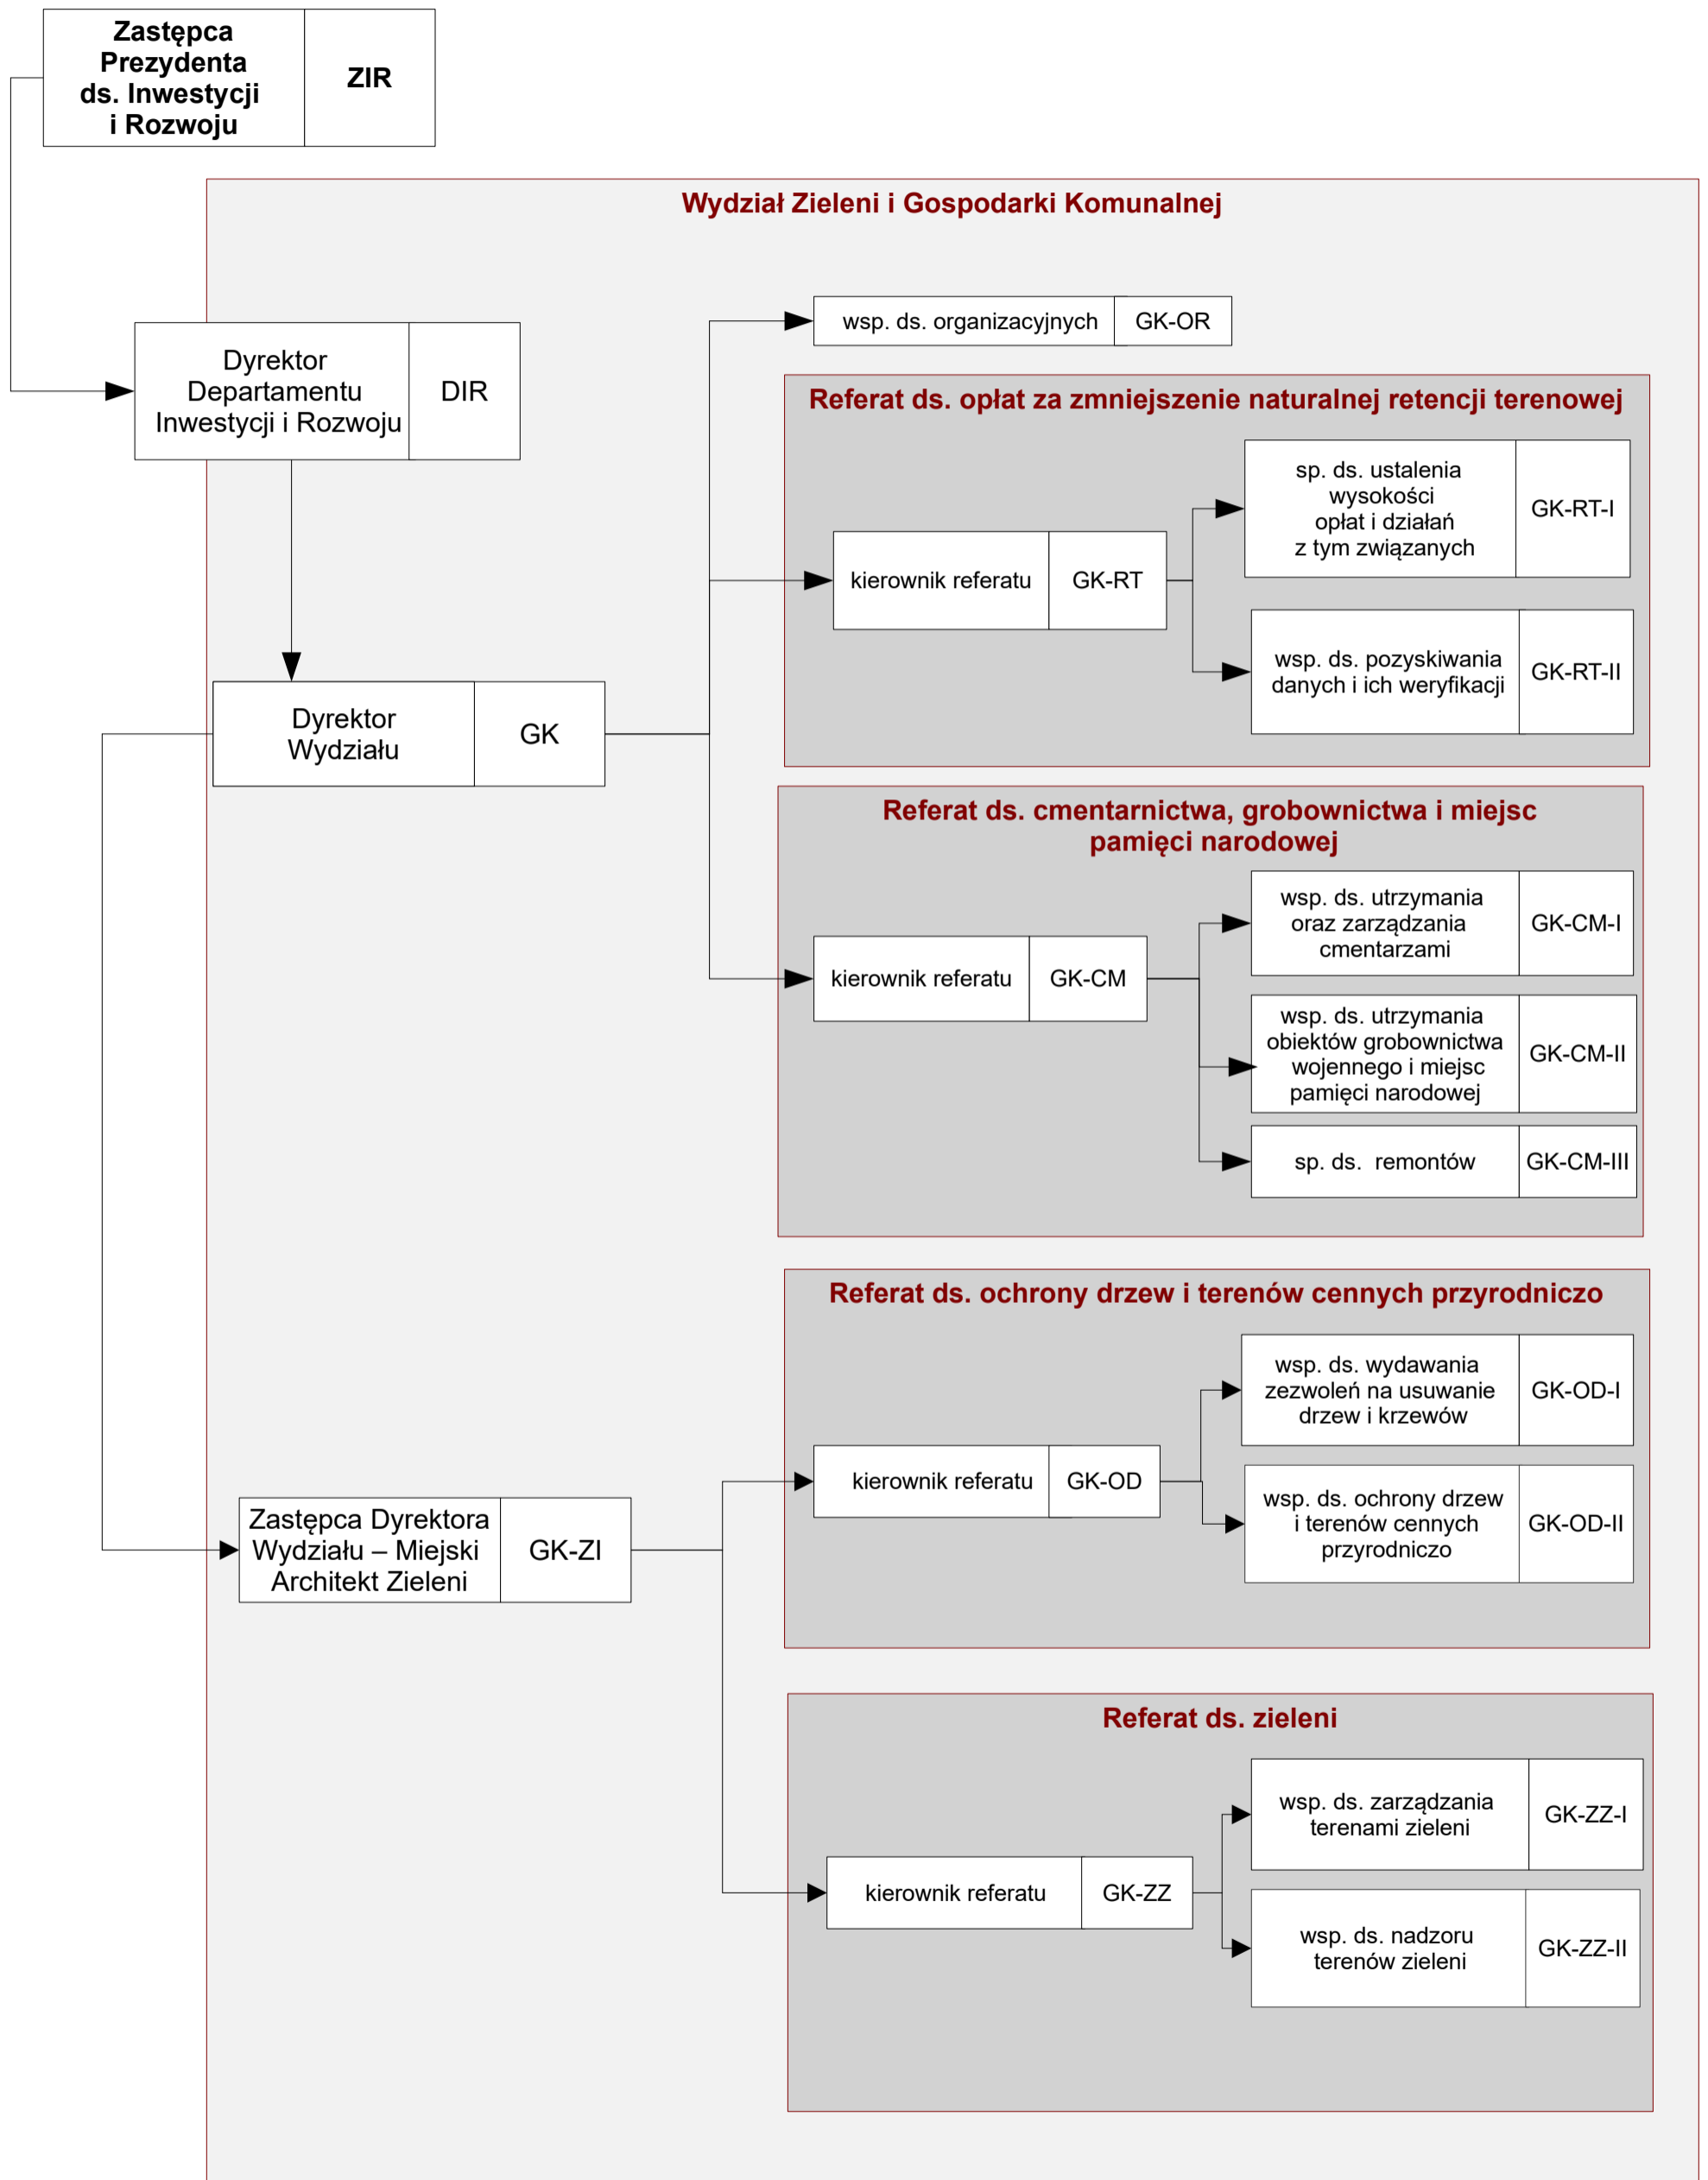 Zastępca
Prezydenta
ds. Inwestycji
i Rozwoju
ZIR
Wydział Zieleni i Gospodarki Komunalnej
wsp. ds. organizacyjnych
GK-OR
Dyrektor
Departamentu
Inwestycji i Rozwoju
DIR
Referat ds. opłat za zmniejszenie naturalnej retencji terenowej
sp. ds. ustalenia
wysokości
opłat i działań
z tym związanych
GK-RT-I
kierownik referatu
GK-RT
wsp. ds. pozyskiwania
danych i ich weryfikacji
GK-RT-II
Dyrektor
Wydziału
GK
Referat ds. cmentarnictwa, grobownictwa i miejsc
pamięci narodowej
wsp. ds. utrzymania
oraz zarządzania
cmentarzami
GK-CM-I
kierownik referatu
GK-CM
wsp. ds. utrzymania
obiektów grobownictwa
wojennego i miejsc
pamięci narodowej
GK-CM-II
sp. ds.  remontów
GK-CM-III
Referat ds. ochrony drzew i terenów cennych przyrodniczo
wsp. ds. wydawania
zezwoleń na usuwanie
drzew i krzewów
GK-OD-I
kierownik referatu
GK-OD
wsp. ds. ochrony drzew
i terenów cennych
przyrodniczo
GK-OD-II
Zastępca Dyrektora
Wydziału – Miejski
Architekt Zieleni
GK-ZI
Referat ds. zieleni
wsp. ds. zarządzania
terenami zieleni
GK-ZZ-I
kierownik referatu
GK-ZZ
wsp. ds. nadzoru
terenów zieleni
GK-ZZ-II